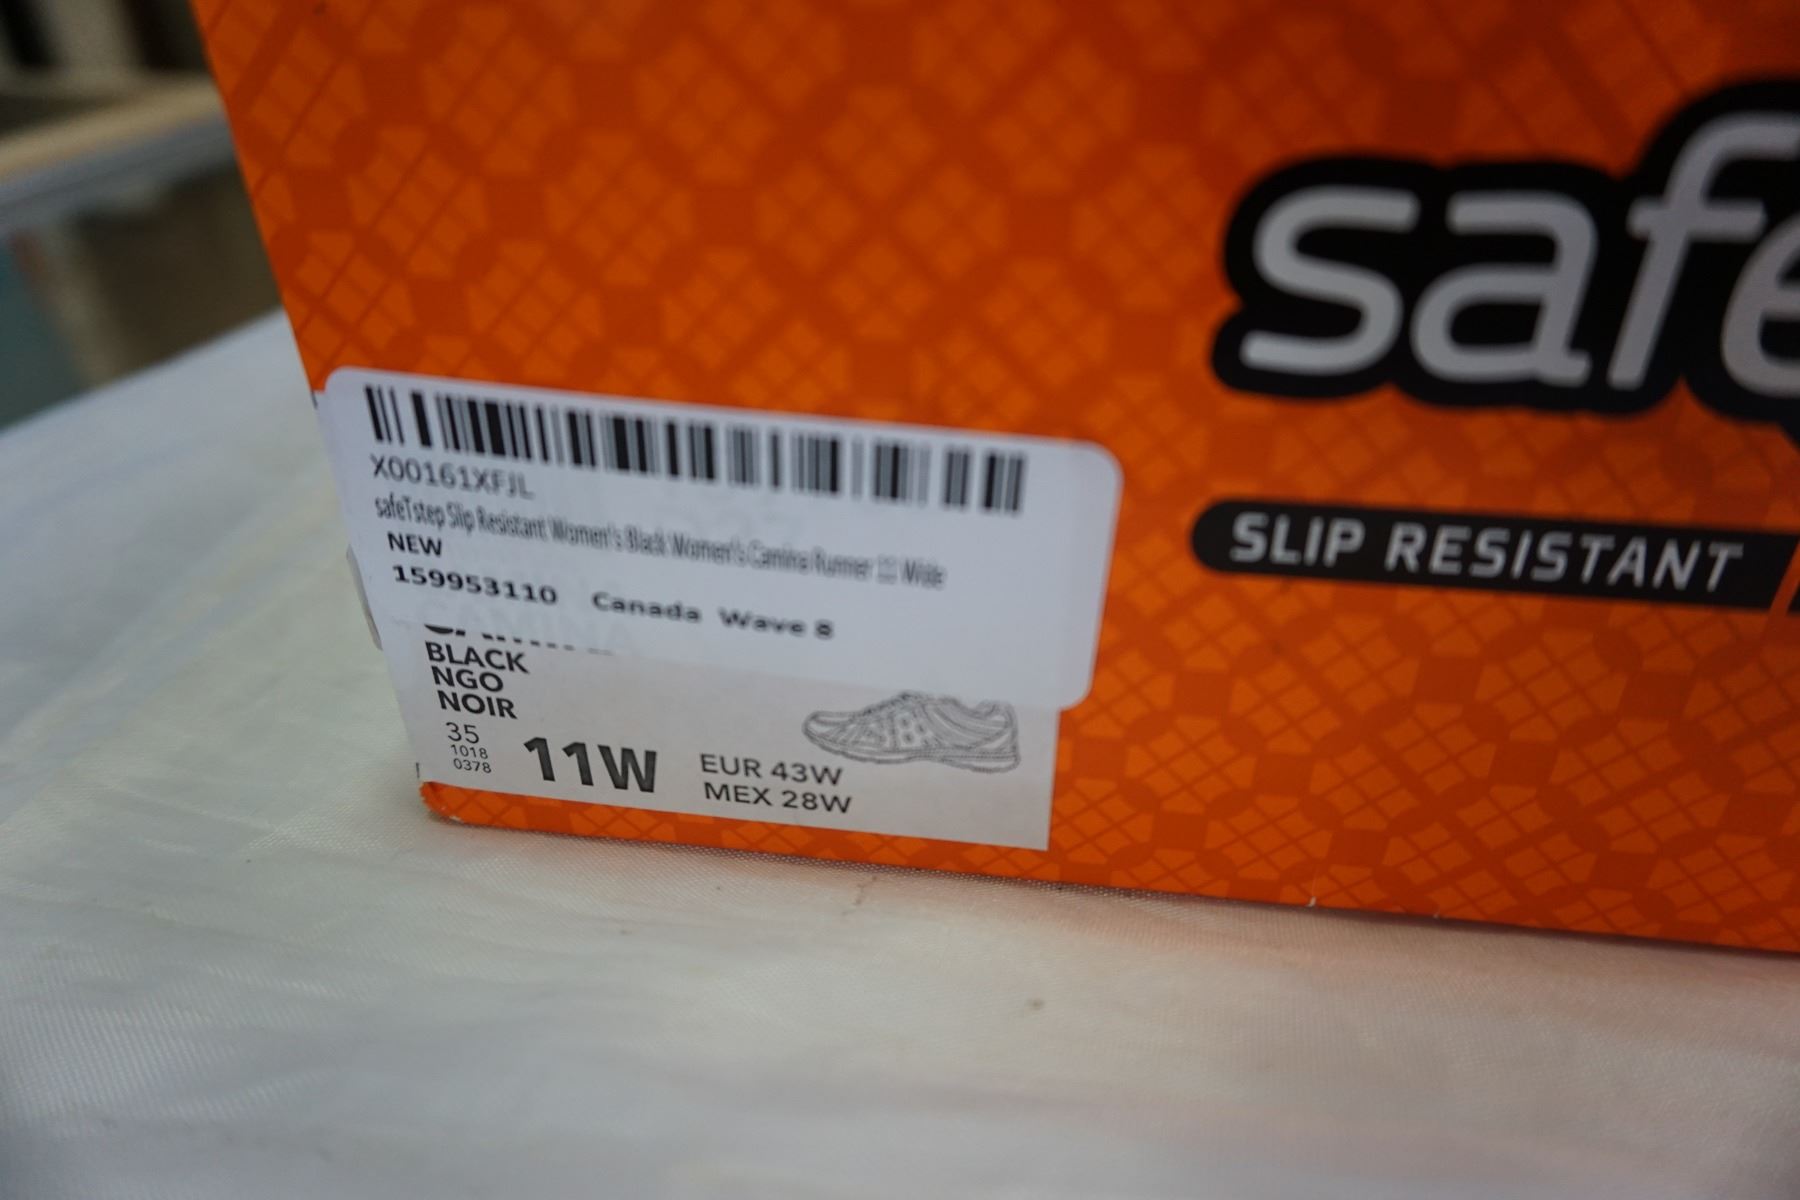 safe
SLIP RESISTANT
X00161XFJL
safeTstep Slip Resistant Women's Black Women's Camina Runner 11 Wide
NEW
159953110 Canada Wave 8
BLACK
NGO
NOIR
35
1018
0378
11W
EUR 43W
MEX 28W